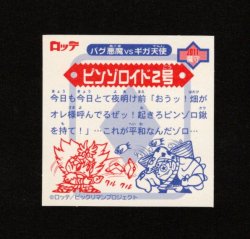 ロッテ
バグ悪魔VSギガ天使
ピンゾロイド2号
今日も今日とて夜明け前「おうッ!畑が
オレ様呼んでるぜッ!起きろピンゾロ鍬
を持て!」…これが平和なんだゾロ…
クル クル
©ロッテ/ビックリマンプロジェクト